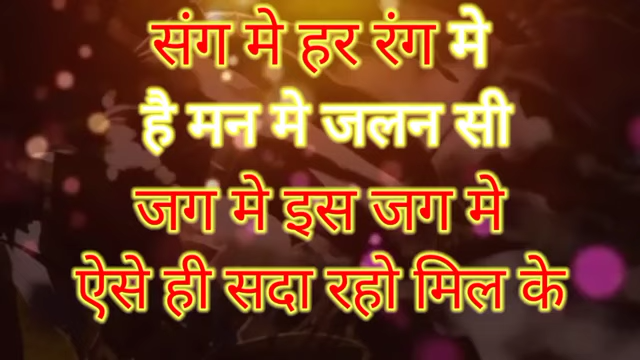 संग मे हर रंग मे
है मन मे जलन सी
जग मे इस जग मे
ऐसे ही सदा रहो मिल के